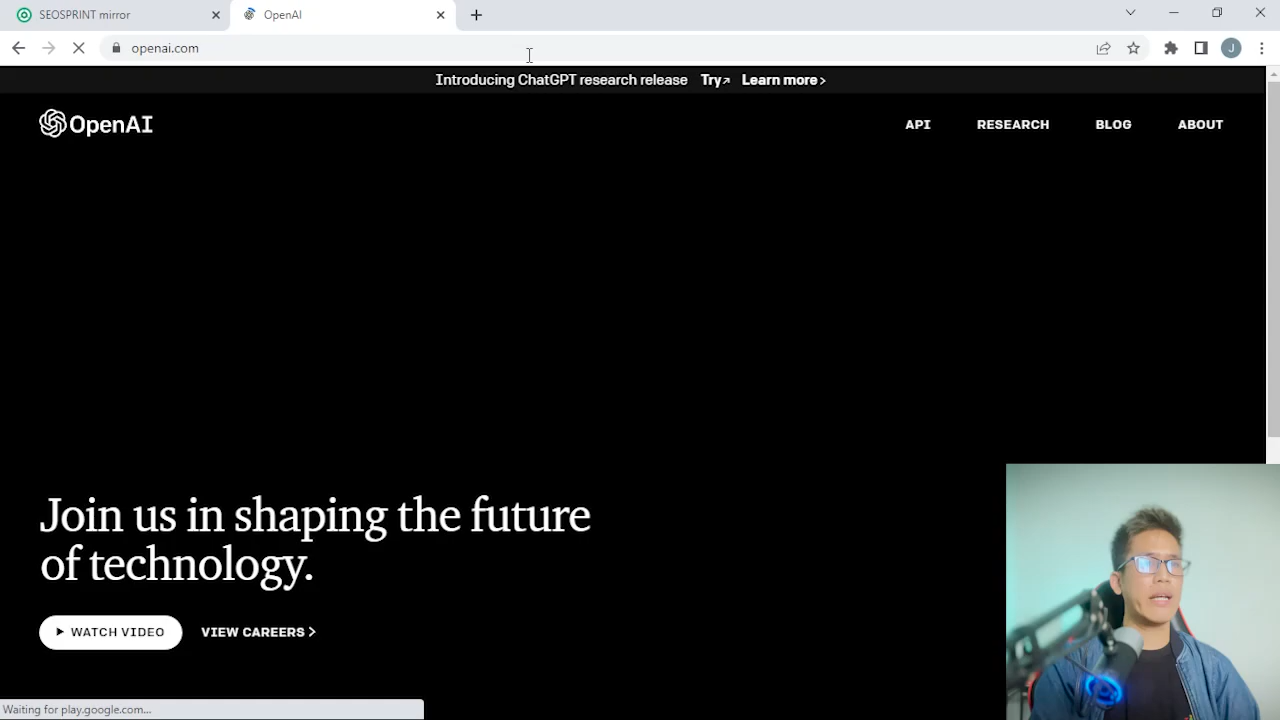 SEOSPRINT mirror
OpenAI
openai.com
J
Introducing ChatGPT research release Try↗ Learn more >
OpenAI
API RESEARCH BLOG ABOUT
Join us in shaping the future
of technology.
WATCH VIDEO VIEW CAREERS >
Waiting for play.google.com...